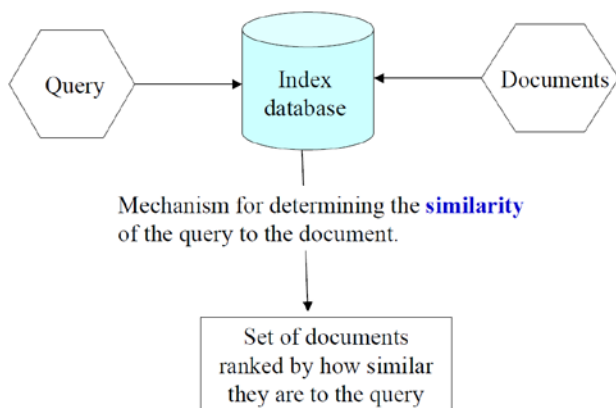 Query
Index
database
Documents
Mechanism for determining the similarity
of the query to the document.
Set of documents
ranked by how similar
they are to the query